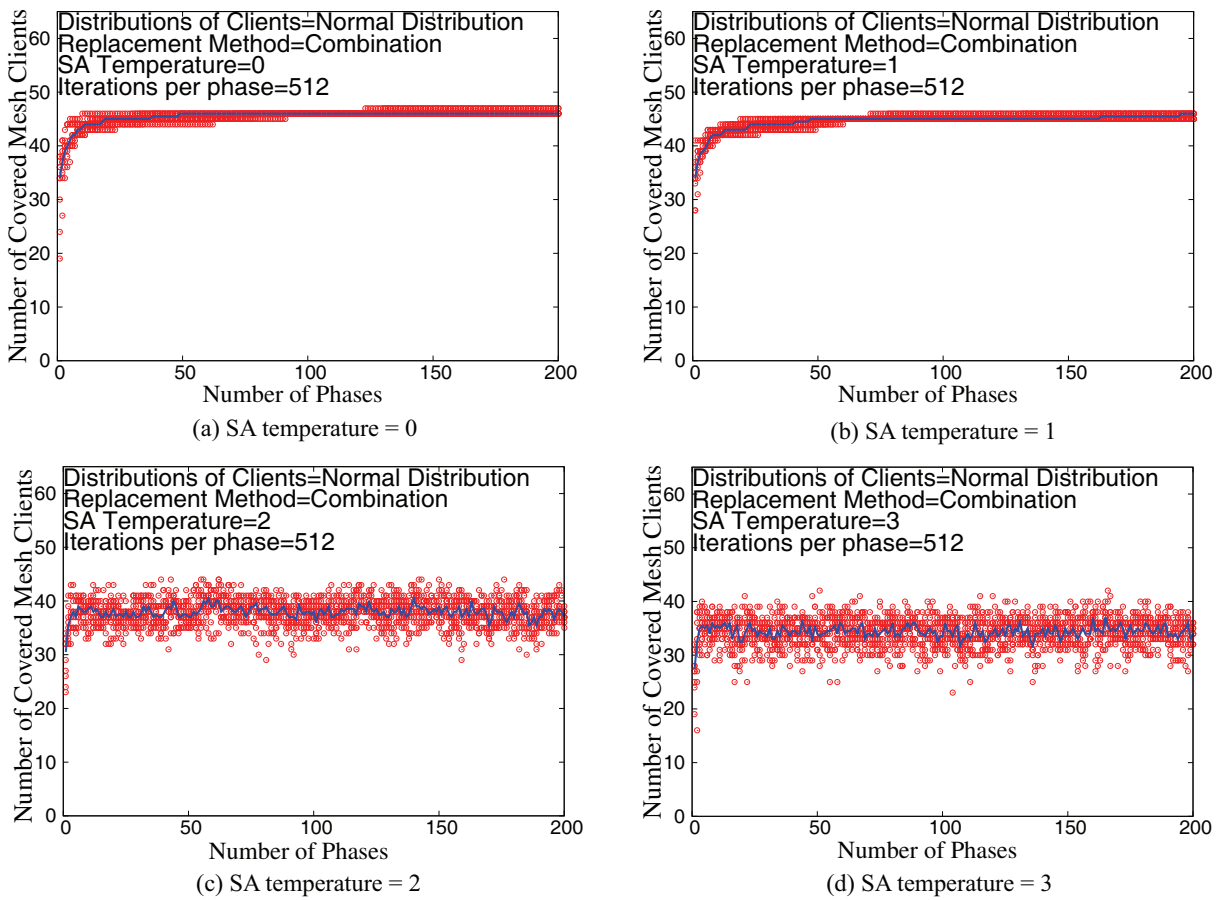 Distributions of Clients=Normal Distribution
Replacement Method=Combination
SA Temperature=0
Iterations per phase=512
Number of Covered Mesh Clients
60
50
40
30
20
10
0
0 50 100 150 200
Number of Phases
(a) SA temperature = 0
Distributions of Clients=Normal Distribution
Replacement Method=Combination
SA Temperature=1
Iterations per phase=512
Number of Covered Mesh Clients
60
50
40
30
20
10
0
0 50 100 150 200
Number of Phases
(b) SA temperature = 1
Distributions of Clients=Normal Distribution
Replacement Method=Combination
SA Temperature=2
Iterations per phase=512
Number of Covered Mesh Clients
60
50
40
30
20
10
0
0 50 100 150 200
Number of Phases
(c) SA temperature = 2
Distributions of Clients=Normal Distribution
Replacement Method=Combination
SA Temperature=3
Iterations per phase=512
Number of Covered Mesh Clients
60
50
40
30
20
10
0
0 50 100 150 200
Number of Phases
(d) SA temperature = 3